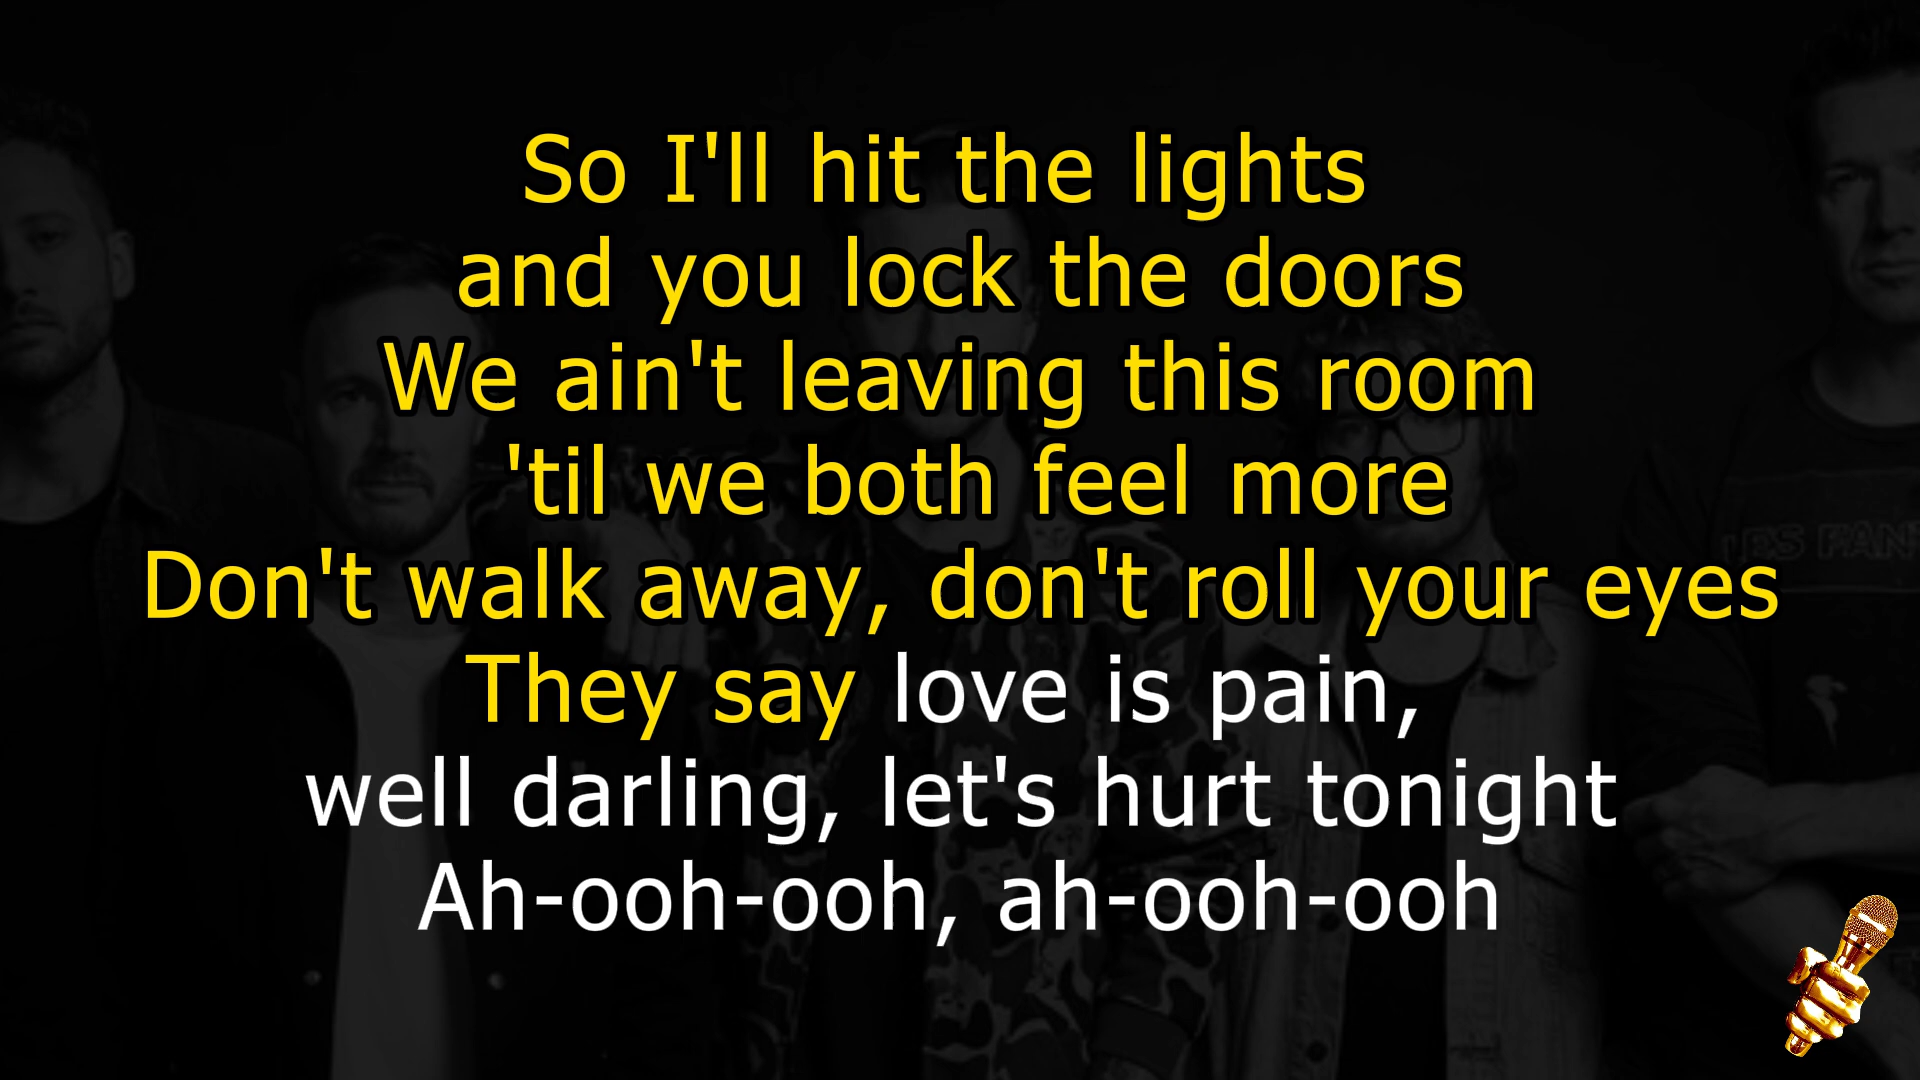 So I'll hit the lights
and you lock the doors
We ain't leaving this room
'til we both feel more
Don't walk away, don't roll your eyes
They say love is pain,
well darling, let's hurt tonight
Ah-ooh-ooh, ah-ooh-ooh